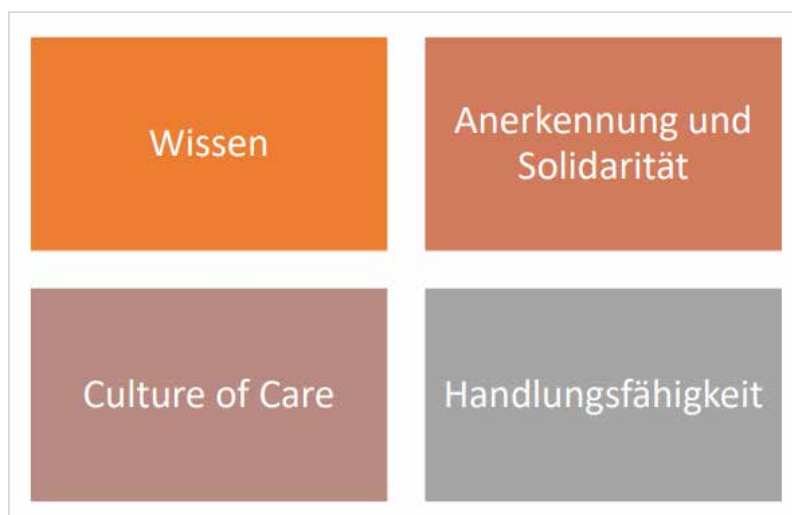 Wissen
Anerkennung und
Solidarität
Culture of Care
Handlungsfähigkeit